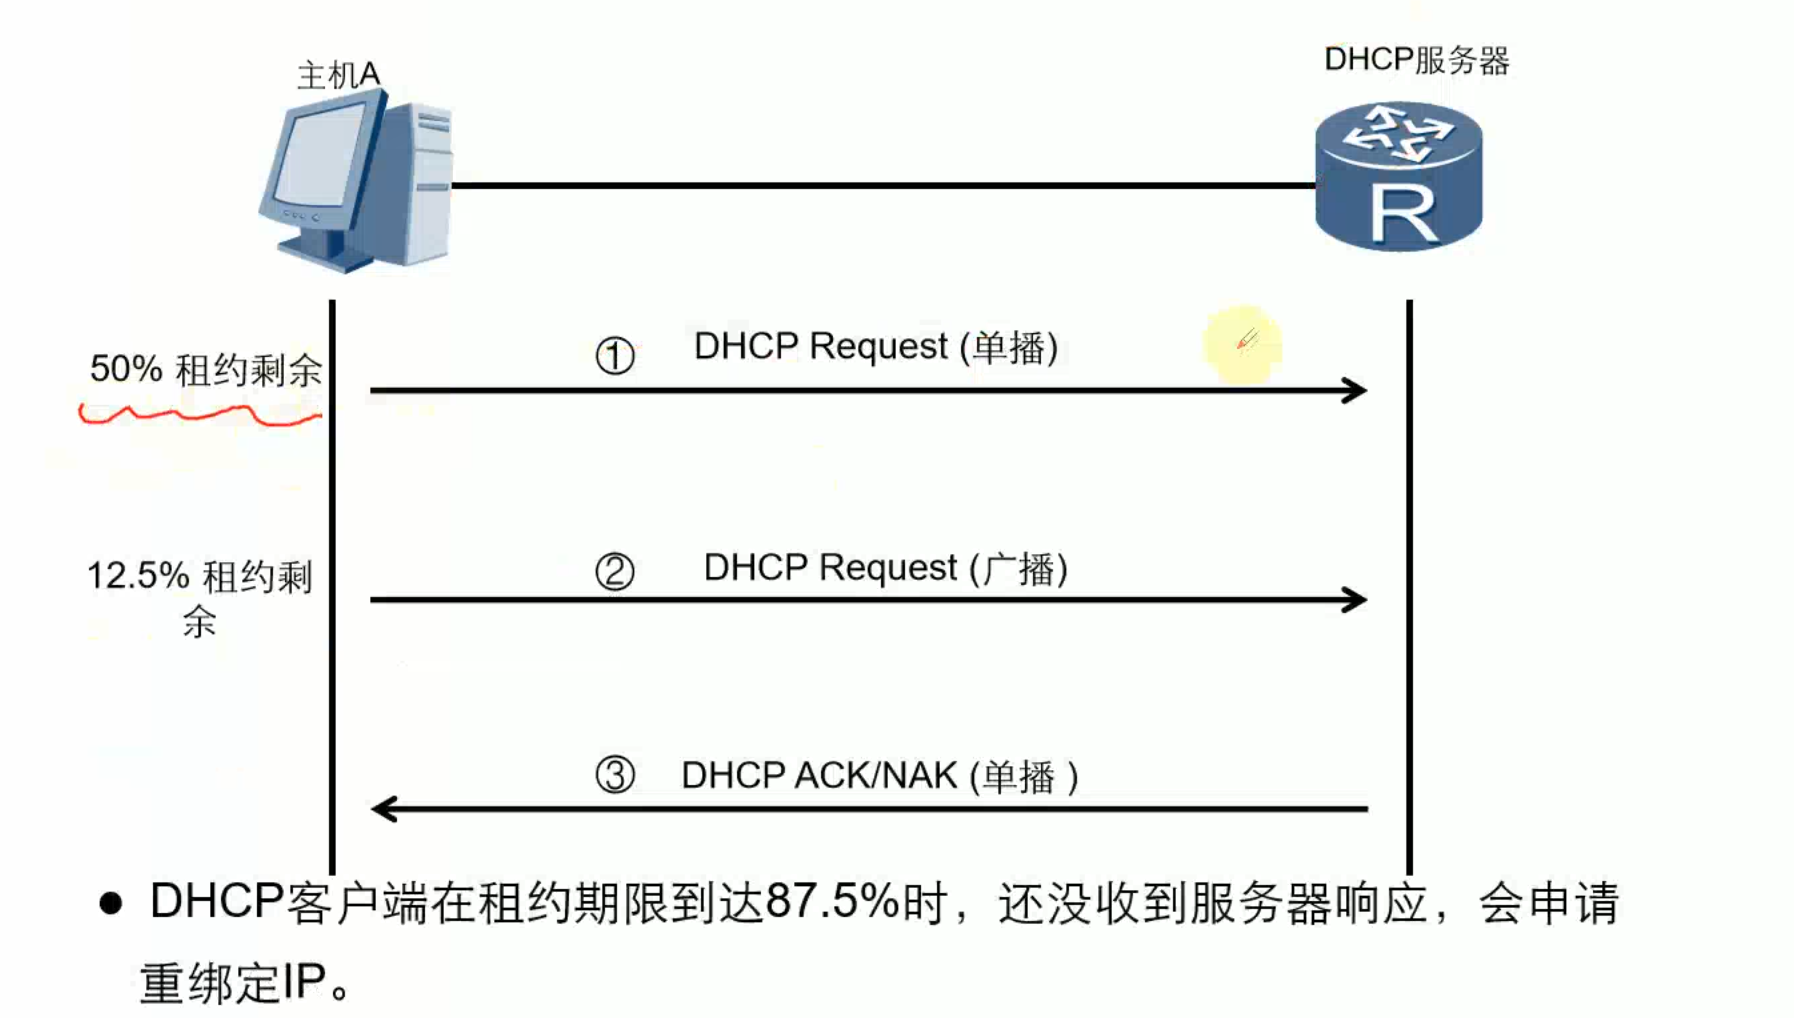 主机A
DHCP服务器
R
50% 租约剩余
① DHCP Request (单播)
12.5% 租约剩
余
② DHCP Request (广播)
③ DHCP ACK/NAK (单播 )
● DHCP客户端在租约期限到达87.5%时，还没收到服务器响应，会申请
重绑定IP。